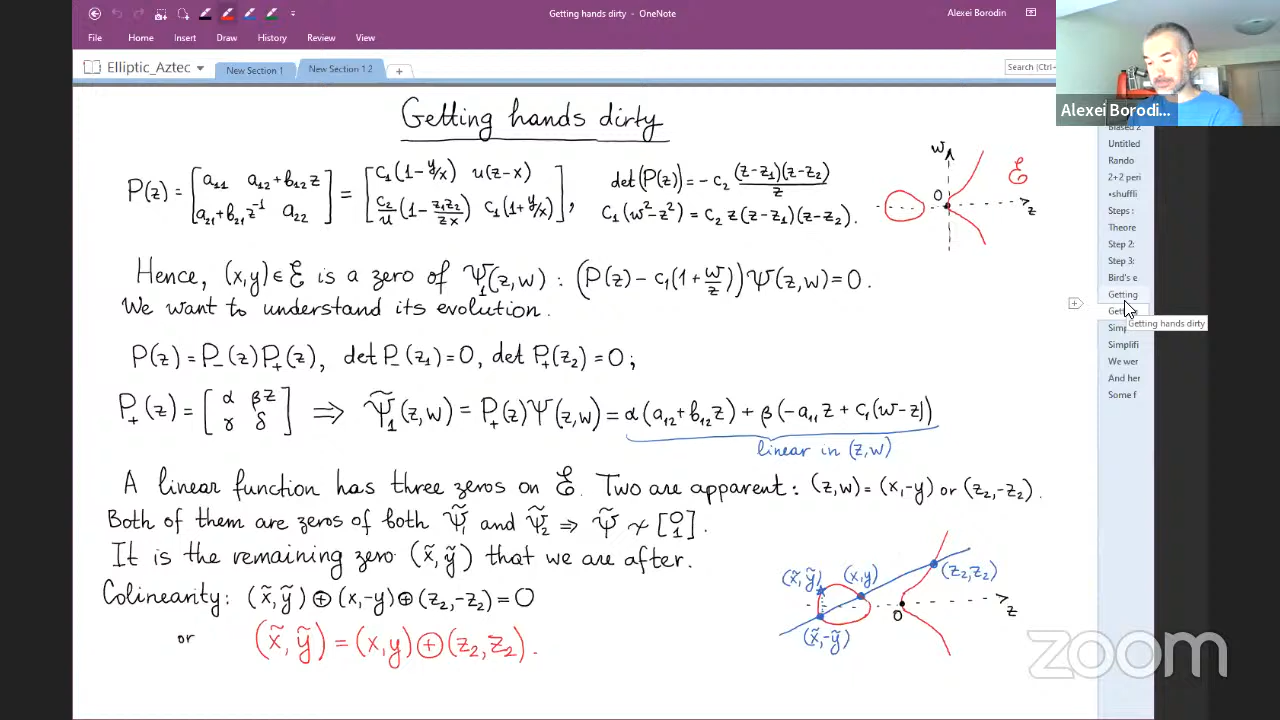 Getting hands dirty - OneNote
Alexei Borodin
File Home Insert Draw History Review View
Elliptic_Aztec
New Section 1
New Section 1 2
Search (Ctrl+
Alexei Borodi...
Getting hands dirty
P(z) = [a₁₁ a₁₂+b₁₂z
a₂₁+b₂₁z⁻¹ a₂₂] = [c₁(1-y/x) u(z-x)
c₂/u(1-z₁z₂/zx) c₁(1+y/x)],
det(P(z)) = -c₂ (z-z₁)(z-z₂)/z
c₁(w²-z²) = c₂ z(z-z₁)(z-z₂).
w
ℰ
0
z
Hence, (x,y)∈ℰ is a zero of Ψ₁(z,w) : (P(z) - c₁(1+w/z))Ψ(z,w)=0.
We want to understand its evolution.
P(z) = P₋(z)P₊(z), det P₋(z₁)=0, det P₊(z₂)=0;
P₊(z) = [α βz
γ δ] ⟹ Ψ̃₁(z,w) = P₊(z)Ψ(z,w) = α(a₁₂+b₁₂z) + β(-a₁₁z + c₁(w-z))
linear in (z,w)
A linear function has three zeros on ℰ. Two are apparent: (z,w) = (x,-y) or (z₂,-z₂).
Both of them are zeros of both Ψ̃₁ and Ψ̃₂ ⇒ Ψ̃ ~ [0
1].
It is the remaining zero (x̃,ỹ) that we are after.
Colinearity: (x̃,ỹ)⊕(x,-y)⊕(z₂,-z₂) = 0
or (x̃,ỹ) = (x,y)⊕(z₂,z₂).
(x̃,ỹ)
(x,y)
(z₂,z₂)
0
z
(x̃,-ỹ)
Biased 2
Untitled
Rando
2+2 peri
•shuffli
Steps :
Theore
Step 2:
Step 3:
Bird's e
Getting
Getting hands dirty
Simplifi
We wer
And her
Some f
zoom